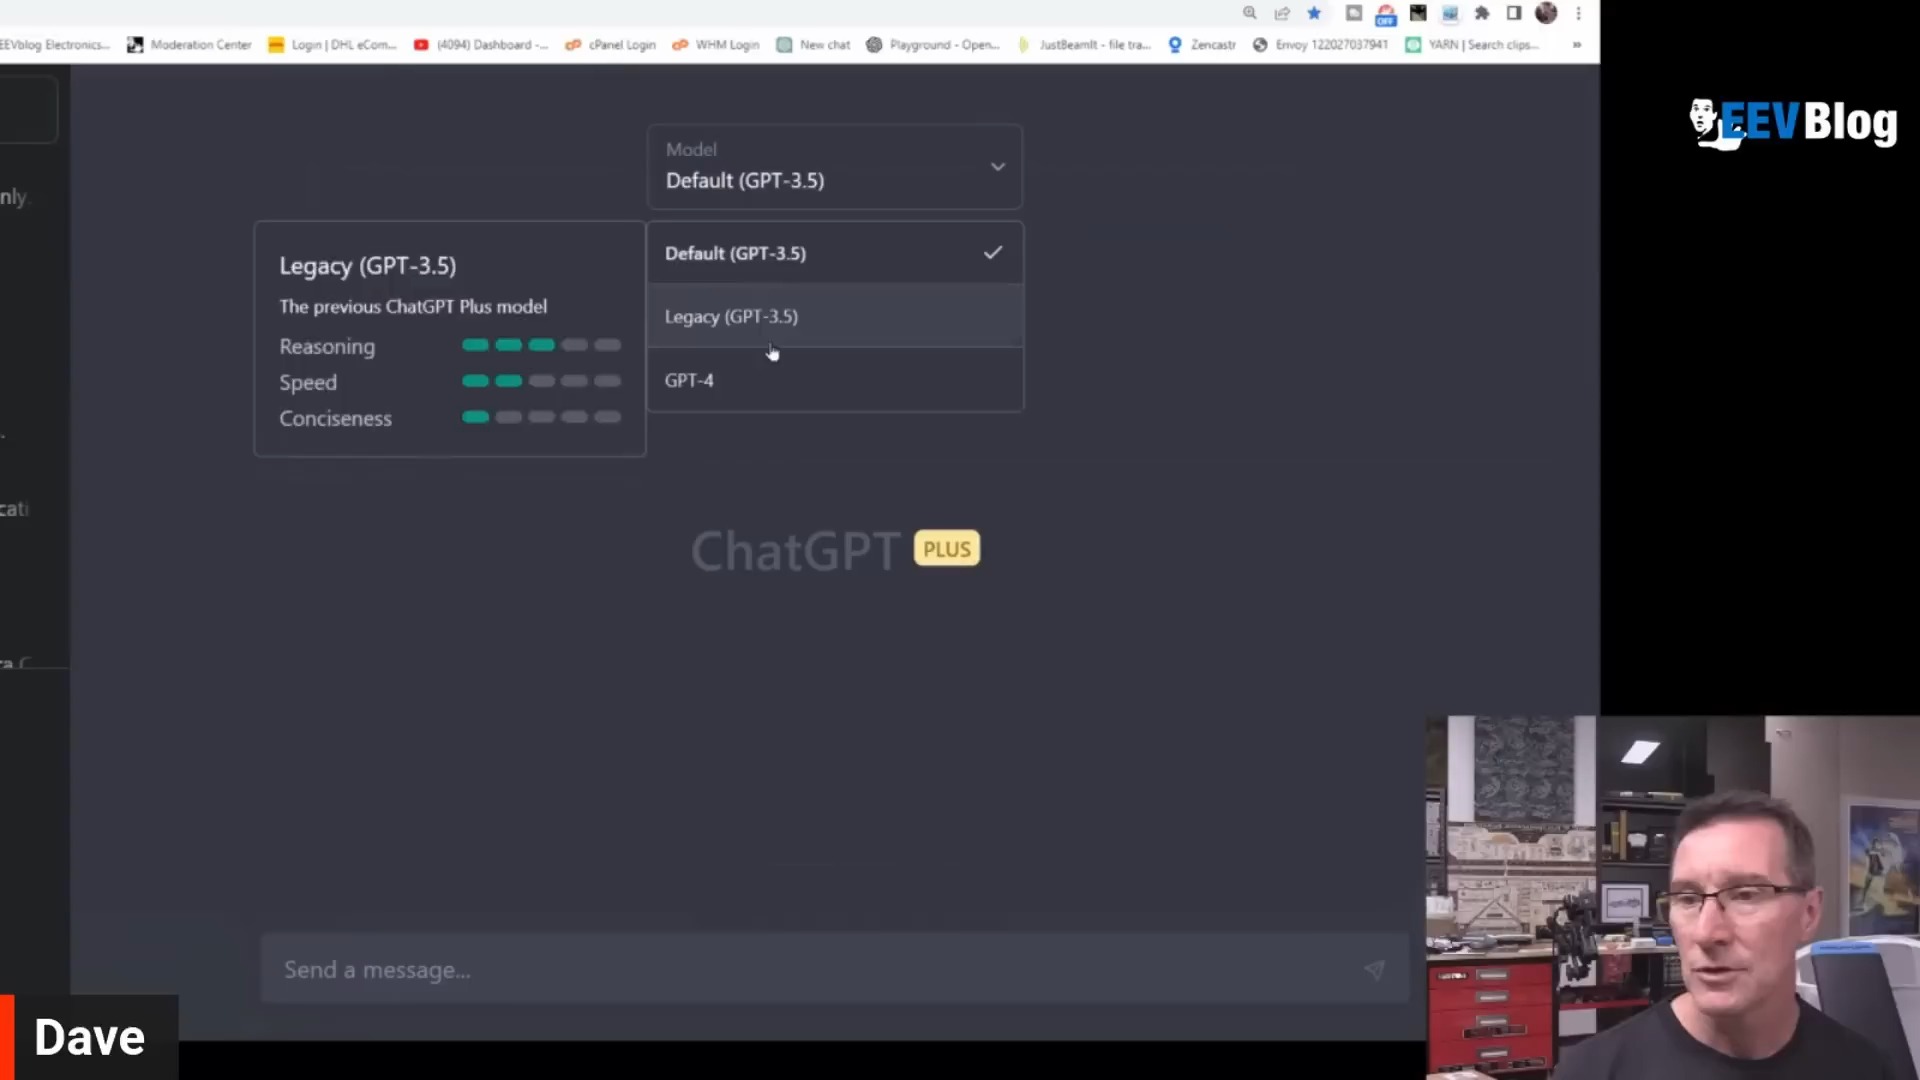 EEVblog Electronics...
Moderation Center
Login | DHL eCom...
(4094) Dashboard -...
cPanel Login
WHM Login
New chat
Playground - Open...
JustBeamIt - file tra...
Zencastr
Envoy 122027037941
YARN | Search clips...
»
OFF
EEVBlog
nly.
Model
Default (GPT-3.5)
Default (GPT-3.5)
Legacy (GPT-3.5)
GPT-4
Legacy (GPT-3.5)
The previous ChatGPT Plus model
Reasoning
Speed
Conciseness
cati
ChatGPT PLUS
Send a message...
Dave